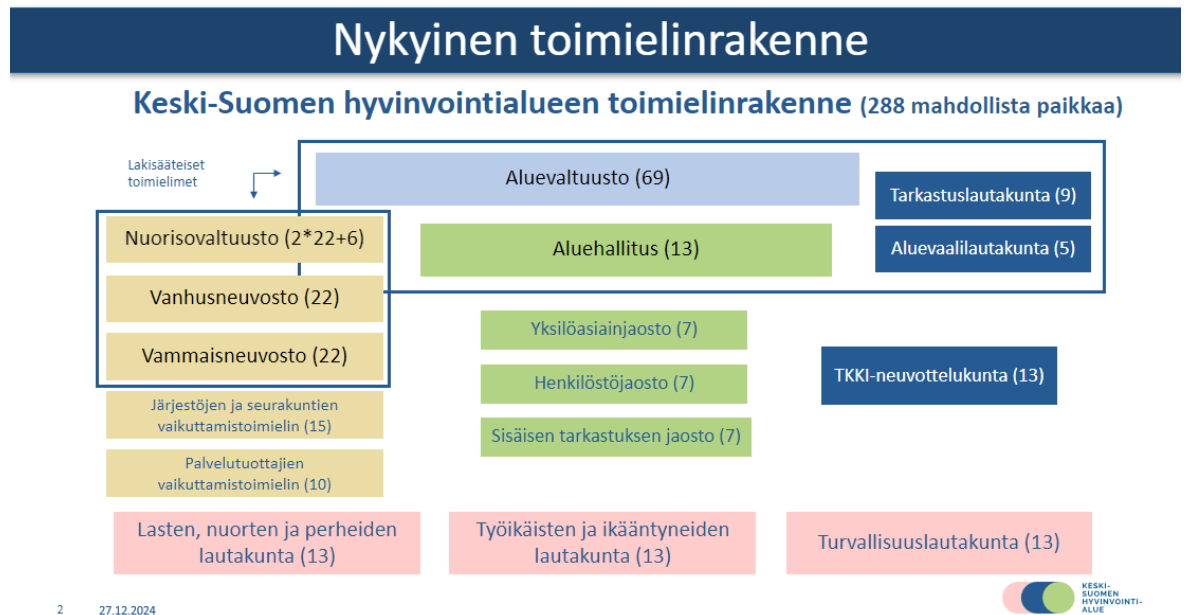 Nykyinen toimielinrakenne
Keski-Suomen hyvinvointialueen toimielinrakenne (288 mahdollista paikkaa)
Lakisääteiset
toimielimet
Aluevaltuusto (69)
Tarkastuslautakunta (9)
Nuorisovaltuusto (2*22+6)
Aluehallitus (13)
Aluevaalilautakunta (5)
Vanhusneuvosto (22)
Vammaisneuvosto (22)
Yksilöasiainjaosto (7)
Henkilöstöjaosto (7)
Sisäisen tarkastuksen jaosto (7)
TKKI-neuvottelukunta (13)
Järjestöjen ja seurakuntien
vaikuttamistoimielin (15)
Palvelutuottajien
vaikuttamistoimielin (10)
Lasten, nuorten ja perheiden
lautakunta (13)
Työikäisten ja ikääntyneiden
lautakunta (13)
Turvallisuuslautakunta (13)
2
27.12.2024
KESKI-
SUOMEN
HYVINVOINTI-
ALUE